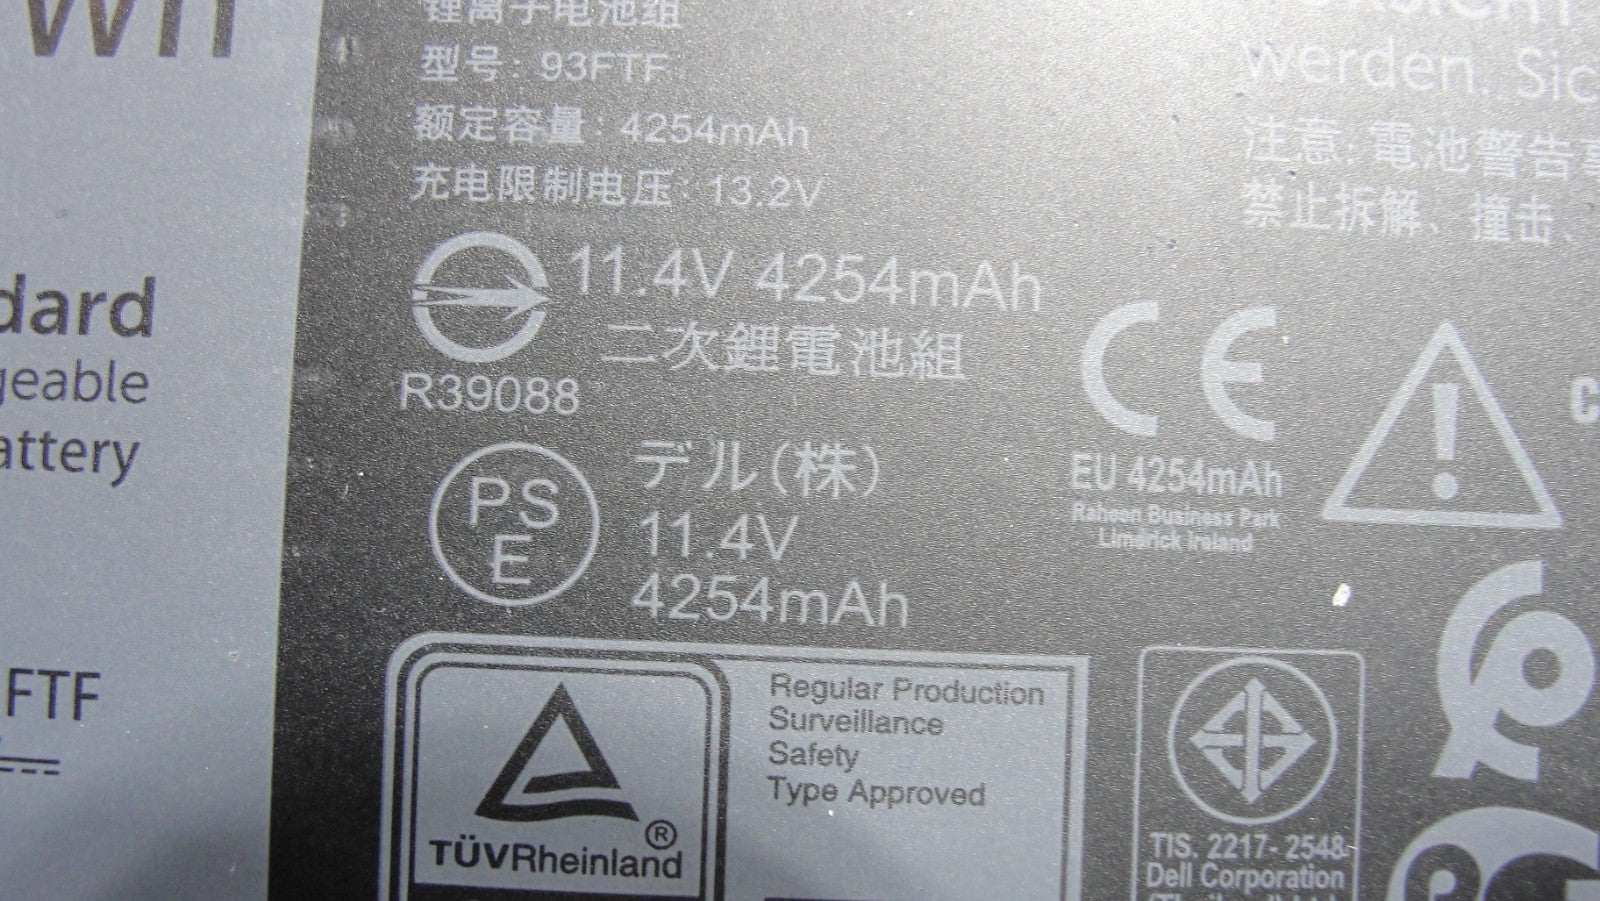 锂离子电池组
型号: 93FTF
额定容量: 4254mAh
充电限制电压: 13.2V
11.4V 4254mAh
二次鋰電池組
R39088
PS
E
デル(株)
11.4V
4254mAh
TÜVRheinland
®
Regular Production
Surveillance
Safety
Type Approved
werden. Sic
注意: 電池警告
禁止拆解、撞击、
CE
EU 4254mAh
Raheen Business Park
Limerick Ireland
TIS. 2217- 2548
Dell Corporation
dard
geable
attery
FTF